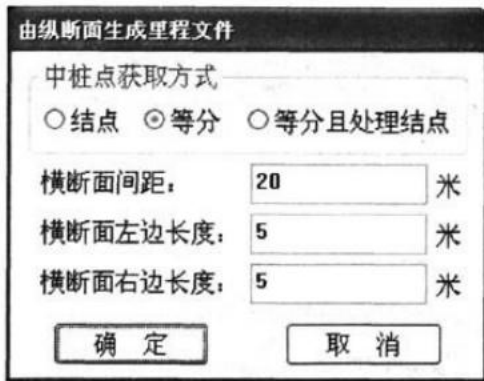 由纵断面生成里程文件
中桩点获取方式
结点 等分 等分且处理结点
横断面间距： 20 米
横断面左边长度： 5 米
横断面右边长度： 5 米
确 定 取 消